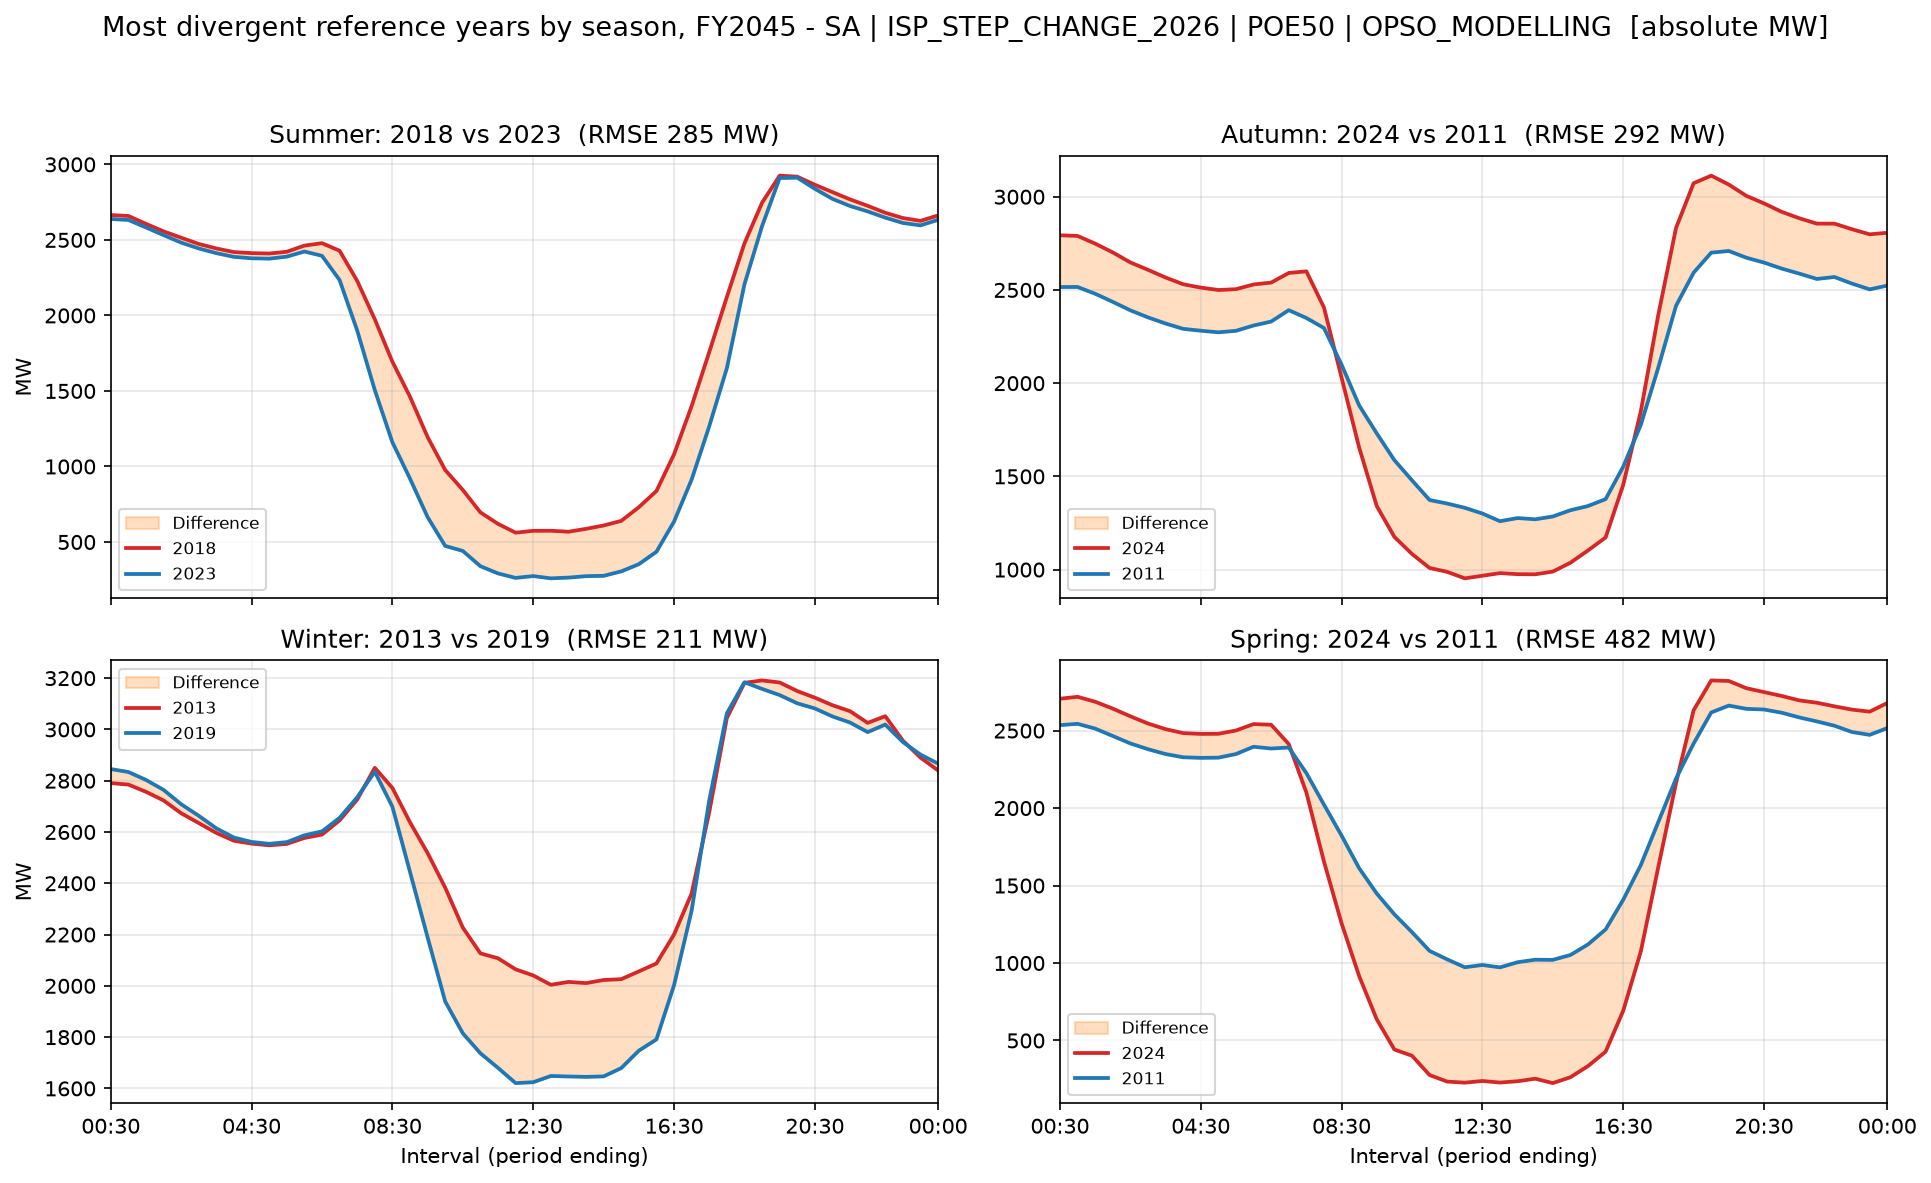 Most divergent reference years by season, FY2045 - SA | ISP_STEP_CHANGE_2026 | POE50 | OPSO_MODELLING  [absolute MW]
Summer: 2018 vs 2023  (RMSE 285 MW)
3000
2500
2000
1500
1000
500
MW
Difference
2018
2023
Autumn: 2024 vs 2011  (RMSE 292 MW)
3000
2500
2000
1500
1000
Difference
2024
2011
Winter: 2013 vs 2019  (RMSE 211 MW)
3200
3000
2800
2600
2400
2200
2000
1800
1600
MW
Difference
2013
2019
00:30 04:30 08:30 12:30 16:30 20:30 00:00
Interval (period ending)
Spring: 2024 vs 2011  (RMSE 482 MW)
2500
2000
1500
1000
500
Difference
2024
2011
00:30 04:30 08:30 12:30 16:30 20:30 00:00
Interval (period ending)